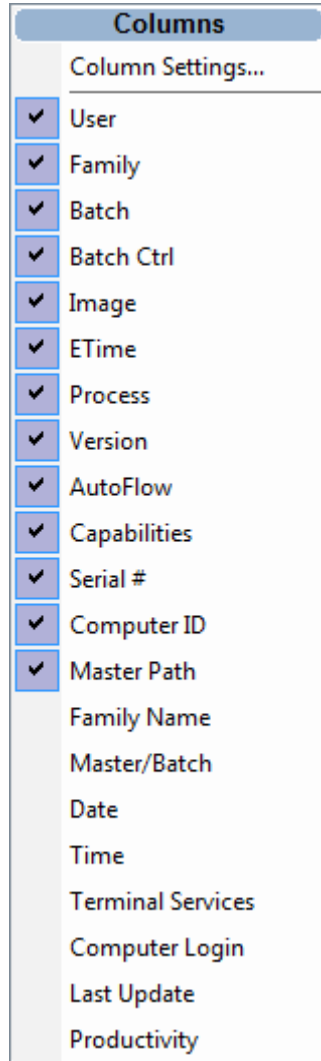 Columns
Column Settings...
User
Family
Batch
Batch Ctrl
Image
ETime
Process
Version
AutoFlow
Capabilities
Serial #
Computer ID
Master Path
Family Name
Master/Batch
Date
Time
Terminal Services
Computer Login
Last Update
Productivity